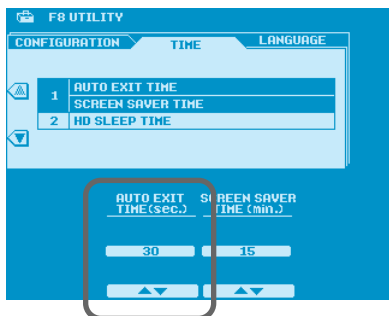 F8 UTILITY
CONFIGURATION TIME LANGUAGE
1 AUTO EXIT TIME
SCREEN SAVER TIME
2 HD SLEEP TIME
AUTO EXIT SCREEN SAVER
TIME(sec.) TIME (min.)
30 15